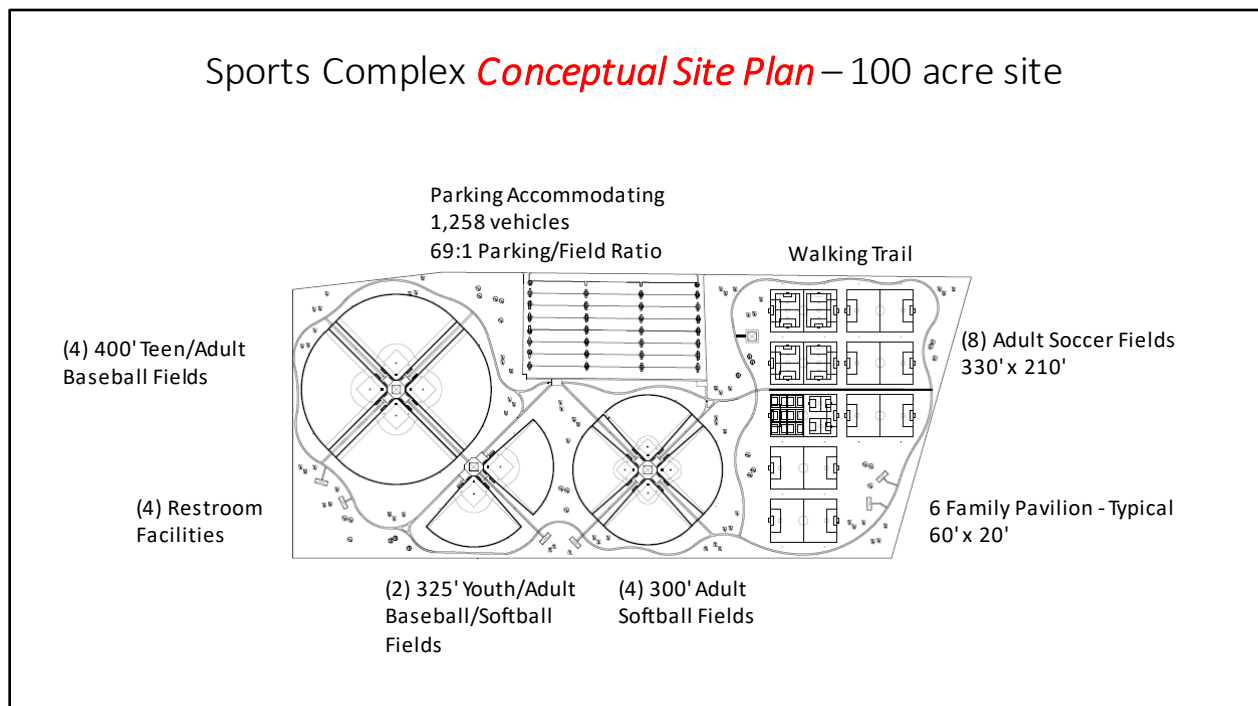 Sports Complex Conceptual Site Plan – 100 acre site
Parking Accommodating
1,258 vehicles
69:1 Parking/Field Ratio
Walking Trail
(4) 400' Teen/Adult
Baseball Fields
(8) Adult Soccer Fields
330' x 210'
(4) Restroom
Facilities
6 Family Pavilion - Typical
60' x 20'
(2) 325' Youth/Adult
Baseball/Softball
Fields
(4) 300' Adult
Softball Fields